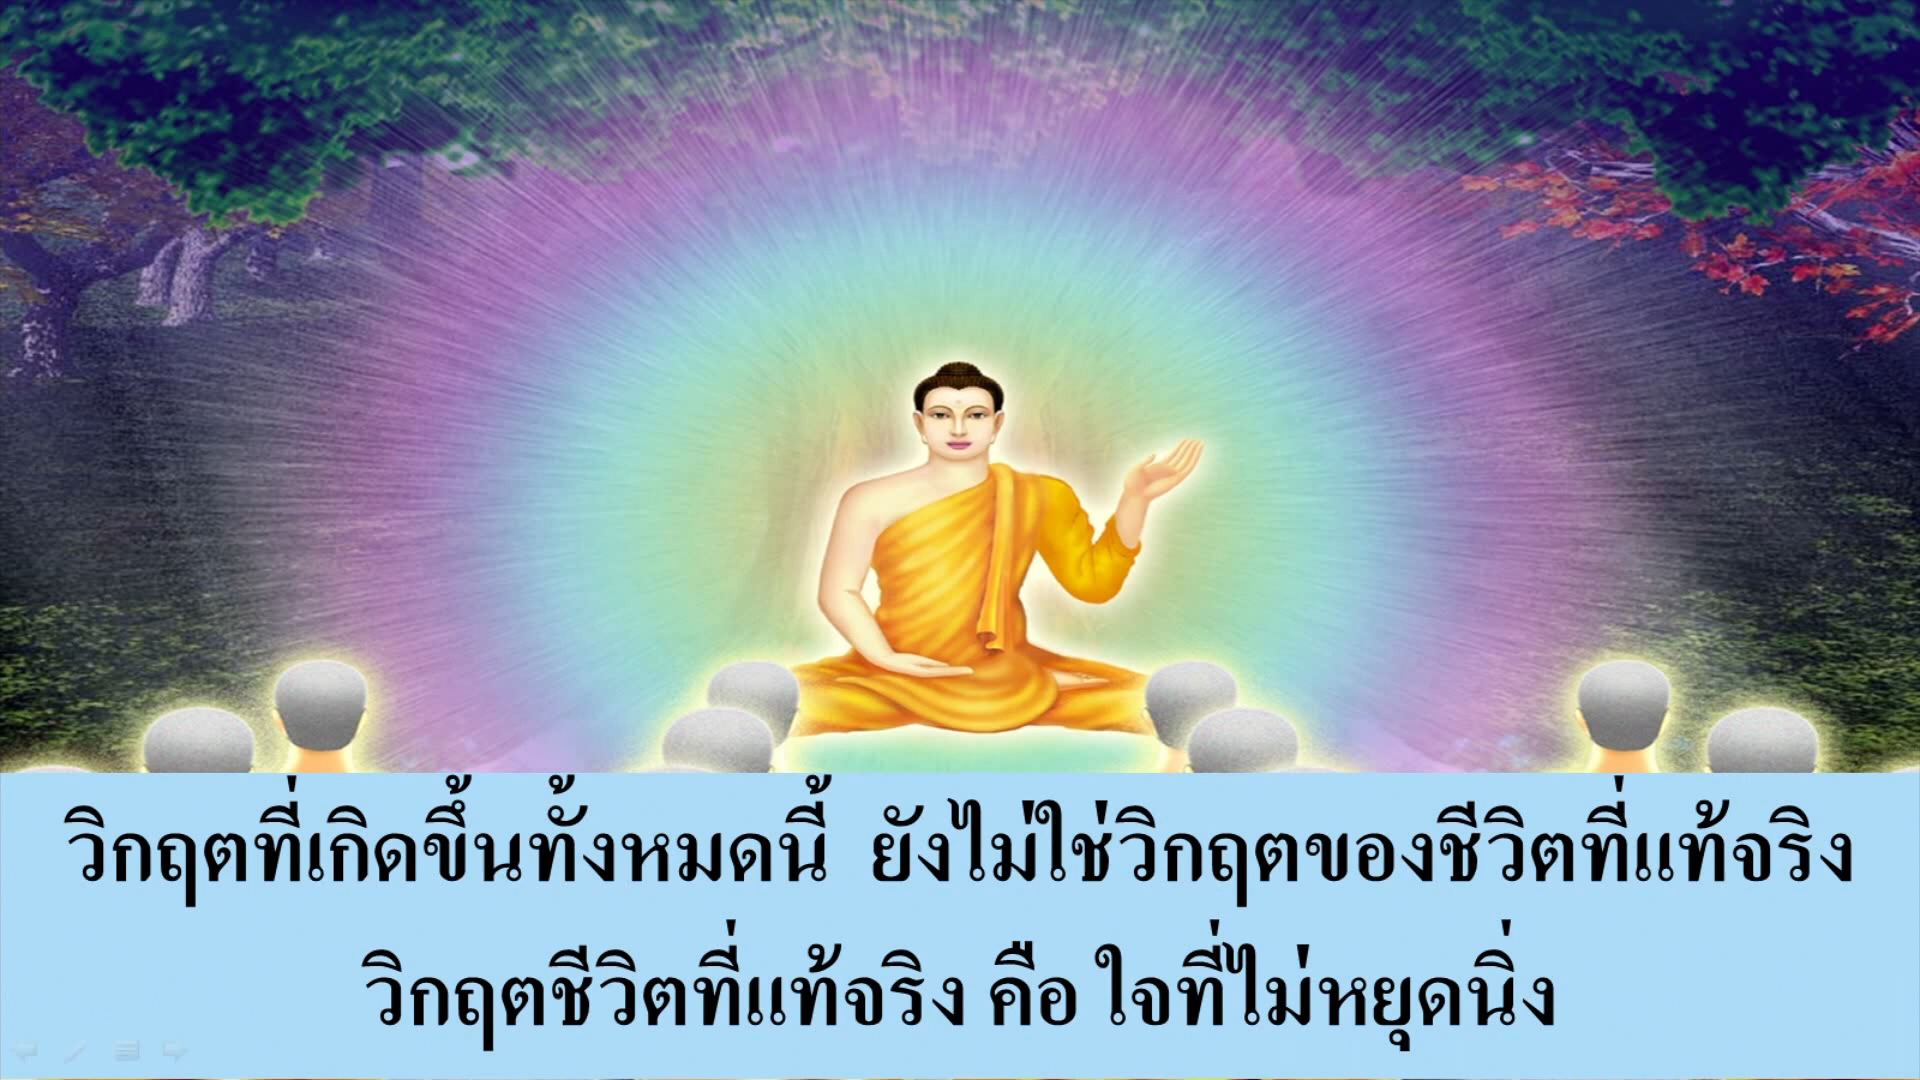 วิกฤตที่เกิดขึ้นทั้งหมดนี้ ยังไม่ใช่วิกฤตของชีวิตที่แท้จริง
วิกฤตชีวิตที่แท้จริง คือ ใจที่ไม่หยุดนิ่ง